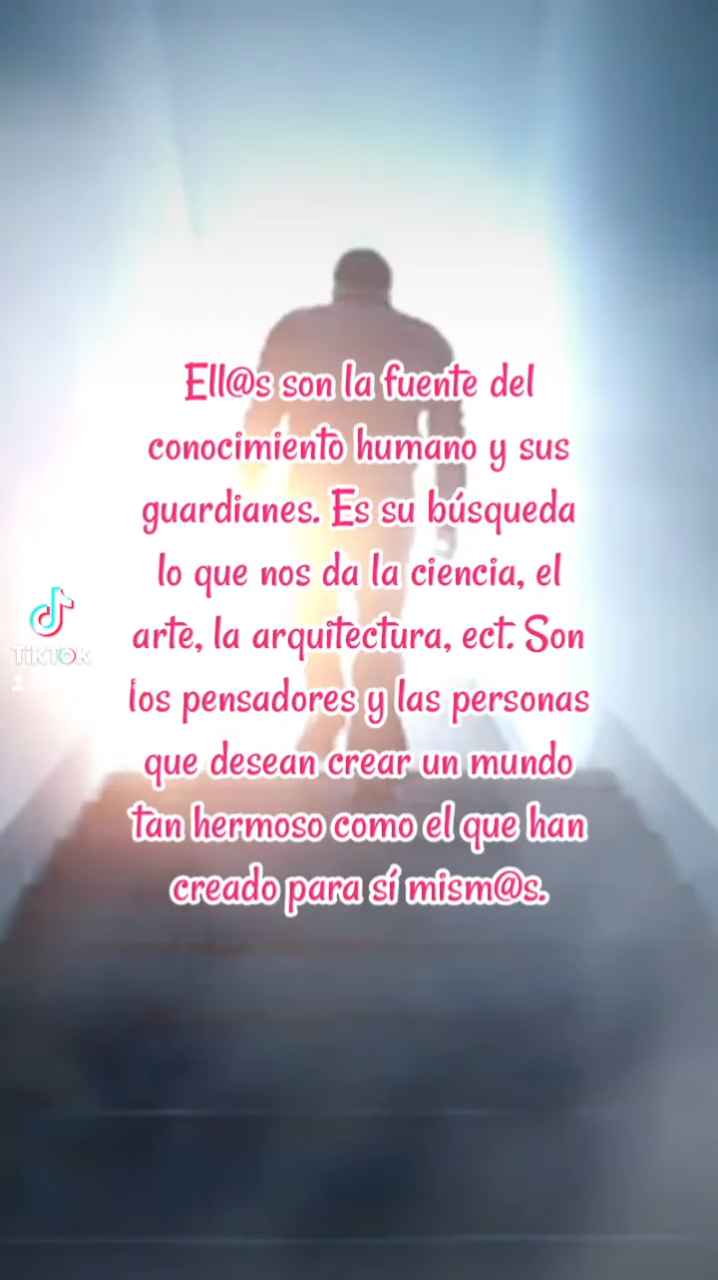 Ell@s son la fuente del
conocimiento humano y sus
guardianes. Es su búsqueda
lo que nos da la ciencia, el
arte, la arquitectura, ect. Son
los pensadores y las personas
que desean crear un mundo
tan hermoso como el que han
creado para sí mism@s.
TikTok